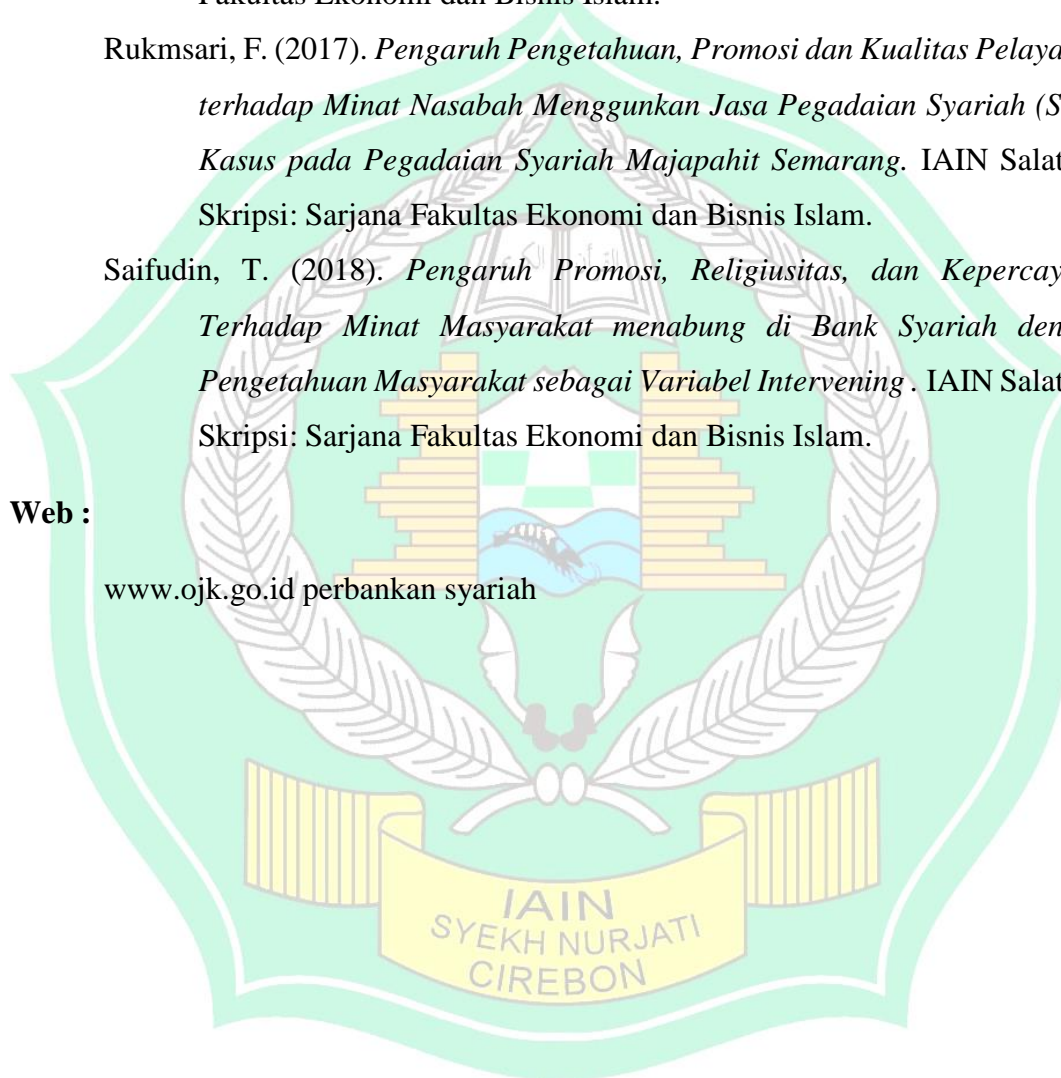 Fakultas Ekonomi dan Bisnis Islam.
Rukmsari, F. (2017). Pengaruh Pengetahuan, Promosi dan Kualitas Pelaya
terhadap Minat Nasabah Menggunkan Jasa Pegadaian Syariah (S
Kasus pada Pegadaian Syariah Majapahit Semarang. IAIN Salat
Skripsi: Sarjana Fakultas Ekonomi dan Bisnis Islam.
Saifudin, T. (2018). Pengaruh Promosi, Religiusitas, dan Kepercay
Terhadap Minat Masyarakat menabung di Bank Syariah den
Pengetahuan Masyarakat sebagai Variabel Intervening . IAIN Salat
Skripsi: Sarjana Fakultas Ekonomi dan Bisnis Islam.
Web :
www.ojk.go.id perbankan syariah
IAIN
SYEKH NURJATI
CIREBON